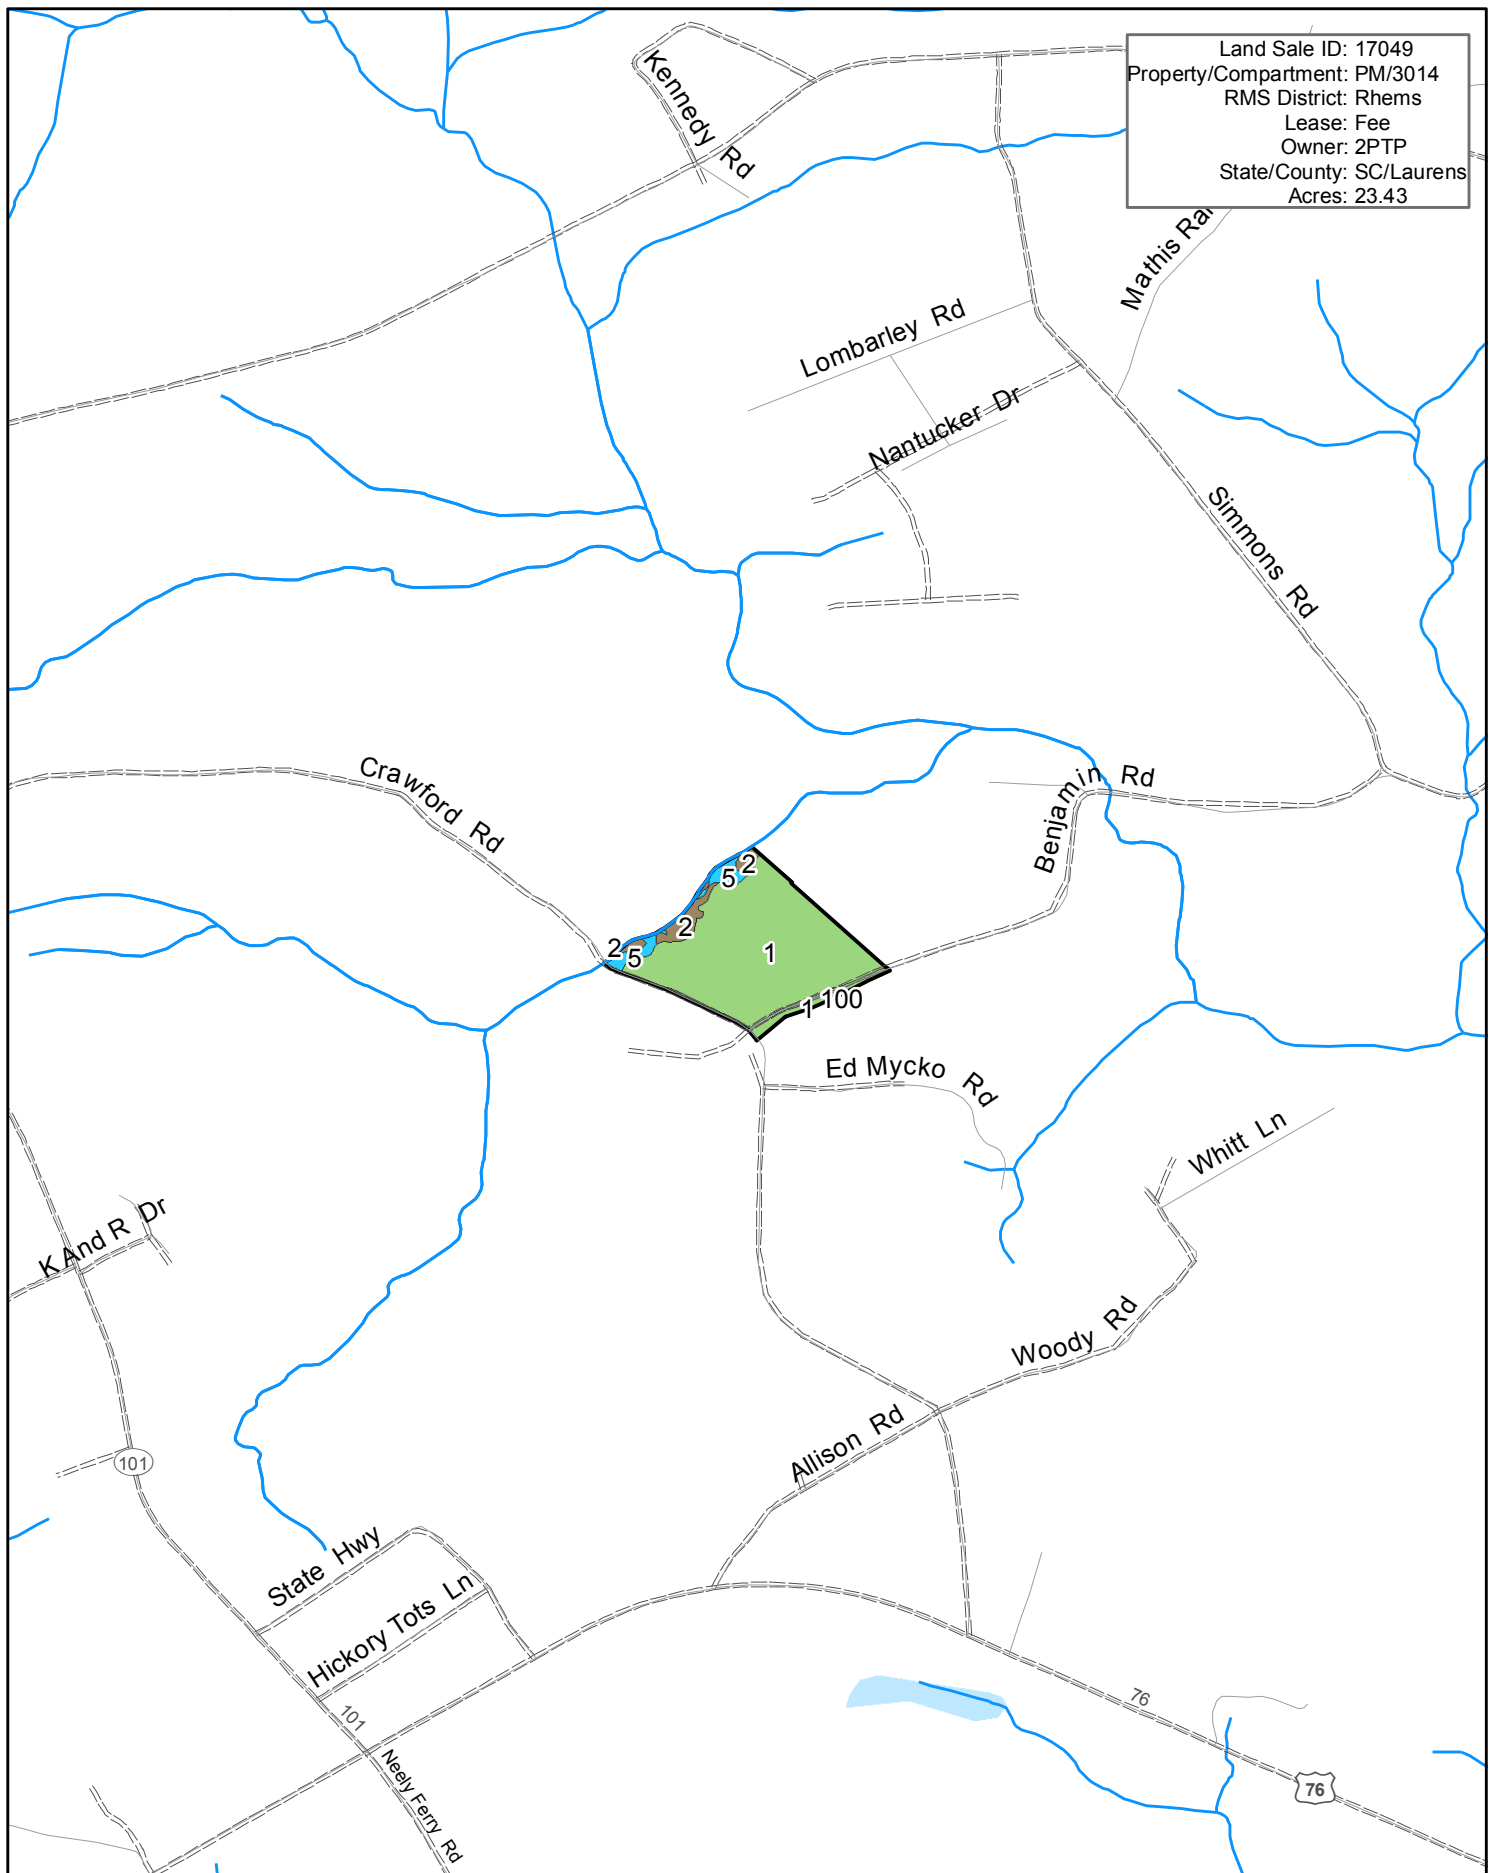 Land Sale ID: 17049
Property/Compartment: PM/3014
RMS District: Rhems
Lease: Fee
Owner: 2PTP
State/County: SC/Laurens
Acres: 23.43
Kennedy Rd
Mathis
Lombarley Rd
Nantucker Dr
Simmons Rd
Crawford Rd
Benjamin Rd
2
5
2
2
5
1
1
100
Ed Mycko Rd
Whitt Ln
K And R Dr
Woody Rd
Allison Rd
101
State Hwy
Hickory Tots Ln
101
76
76
Neely Ferry Rd